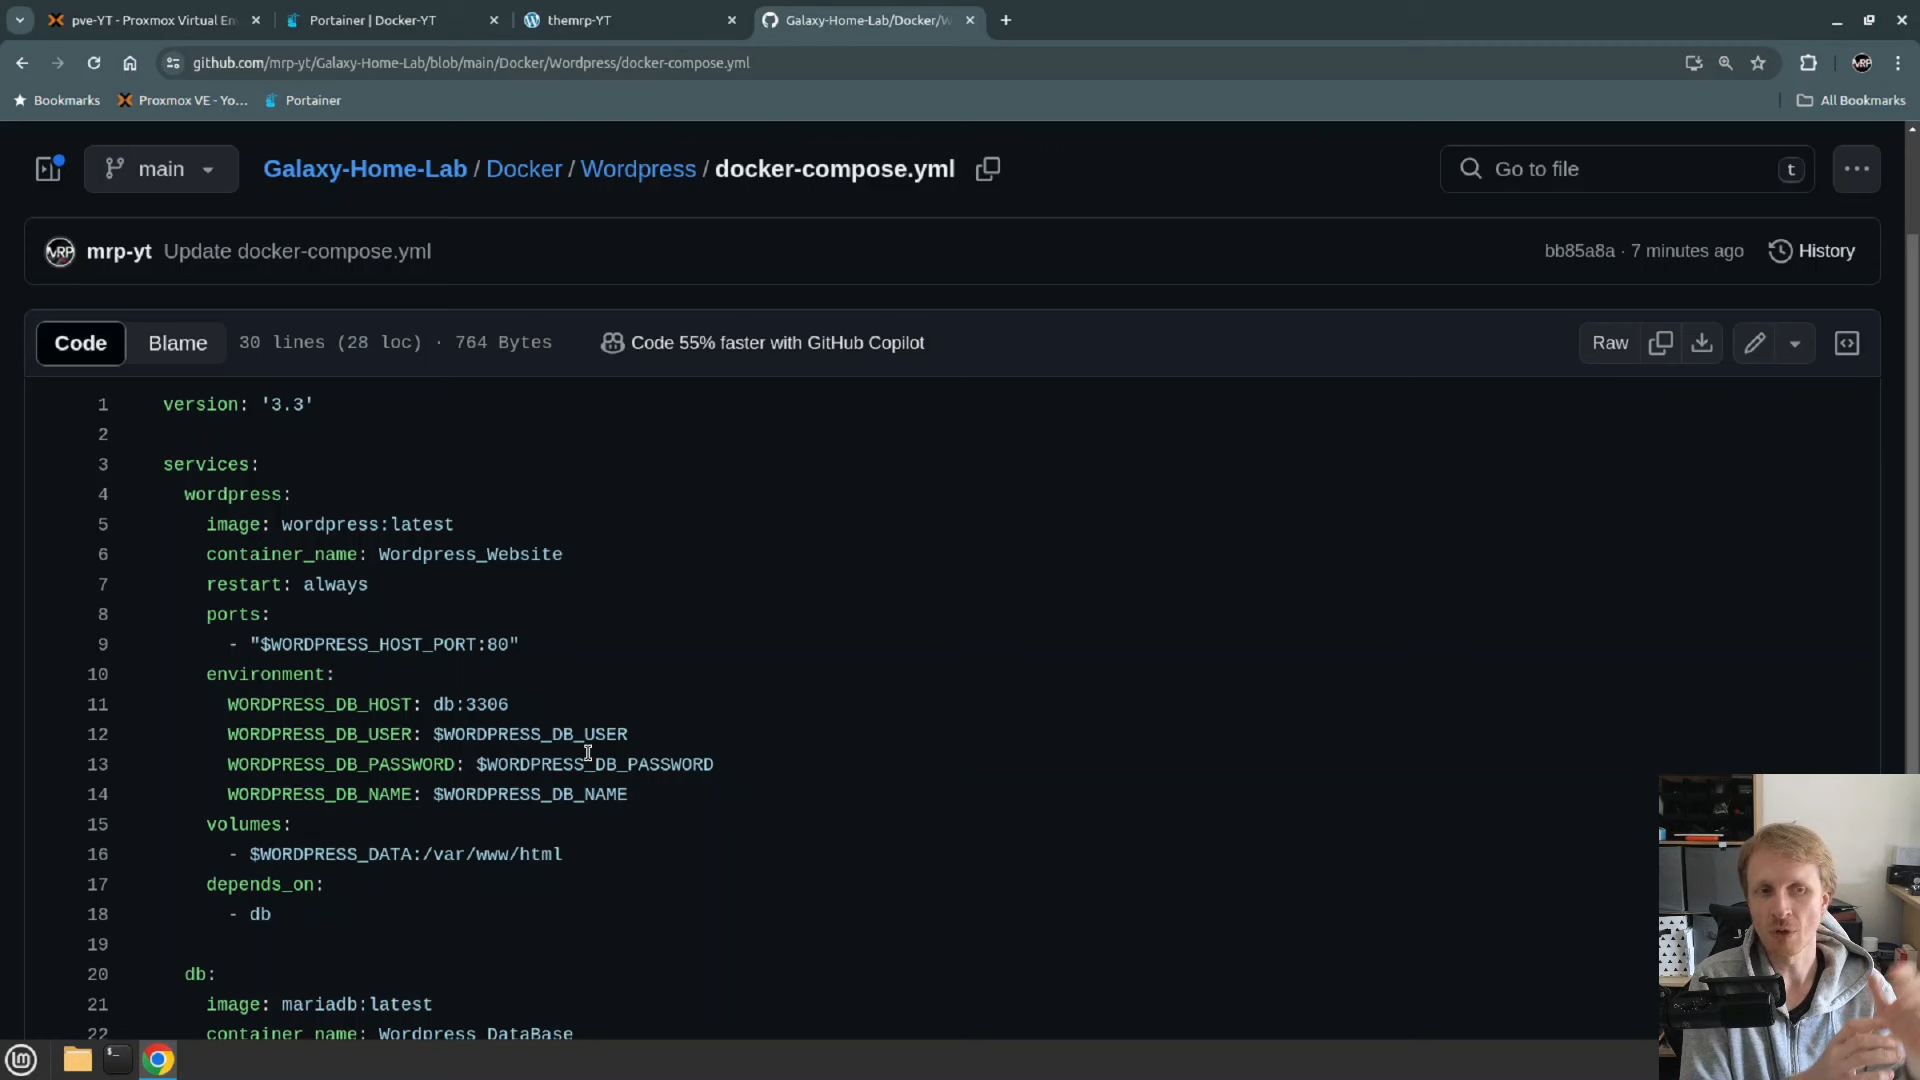 pve-YT - Proxmox Virtual En
Portainer | Docker-YT
themrp-YT
Galaxy-Home-Lab/Docker/W
github.com/mrp-yt/Galaxy-Home-Lab/blob/main/Docker/Wordpress/docker-compose.yml
Bookmarks
Proxmox VE - Yo...
Portainer
All Bookmarks
main
Galaxy-Home-Lab / Docker / Wordpress / docker-compose.yml
Go to file
t
mrp-yt Update docker-compose.yml
bb85a8a · 7 minutes ago
History
Code
Blame
30 lines (28 loc) · 764 Bytes
Code 55% faster with GitHub Copilot
Raw
1 version: '3.3'
2
3 services:
4 wordpress:
5 image: wordpress:latest
6 container_name: Wordpress_Website
7 restart: always
8 ports:
9 - "$WORDPRESS_HOST_PORT:80"
10 environment:
11 WORDPRESS_DB_HOST: db:3306
12 WORDPRESS_DB_USER: $WORDPRESS_DB_USER
13 WORDPRESS_DB_PASSWORD: $WORDPRESS_DB_PASSWORD
14 WORDPRESS_DB_NAME: $WORDPRESS_DB_NAME
15 volumes:
16 - $WORDPRESS_DATA:/var/www/html
17 depends_on:
18 - db
19
20 db:
21 image: mariadb:latest
22 container_name: Wordpress_DataBase